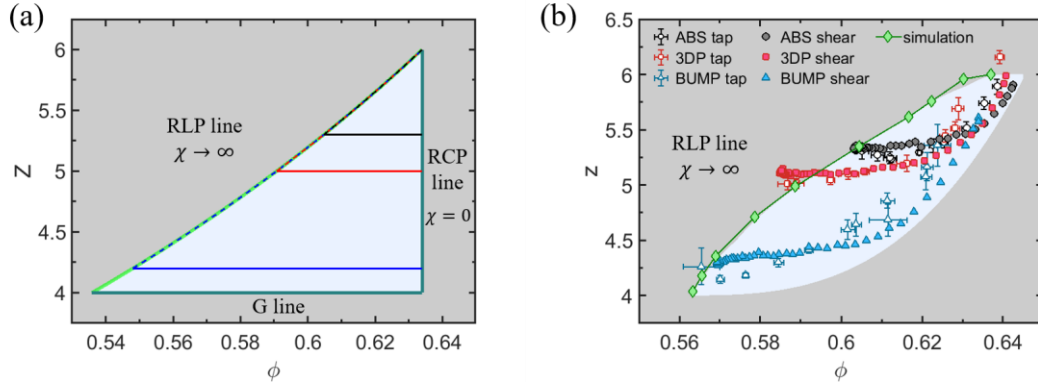 (a)
6
5.5
5
4.5
4
Z
0.54
0.56
0.58
0.6
0.62
0.64
ϕ
RLP line
χ → ∞
RCP
line
χ = 0
G line
(b)
6.5
6
5.5
5
4.5
4
z
0.56
0.58
0.60
0.62
0.64
ϕ
ABS tap
ABS shear
simulation
3DP tap
3DP shear
BUMP tap
BUMP shear
RLP line
χ → ∞